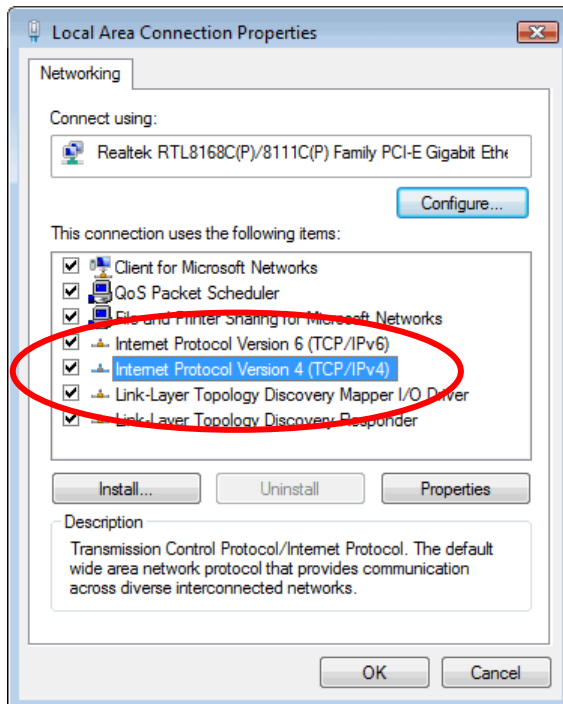 Local Area Connection Properties
Networking
Connect using:
Realtek RTL8168C(P)/8111C(P) Family PCI-E Gigabit Ethe
Configure...
This connection uses the following items:
Client for Microsoft Networks
QoS Packet Scheduler
File and Printer Sharing for Microsoft Networks
Internet Protocol Version 6 (TCP/IPv6)
Internet Protocol Version 4 (TCP/IPv4)
Link-Layer Topology Discovery Mapper I/O Driver
Link-Layer Topology Discovery Responder
Install... Uninstall Properties
Description
Transmission Control Protocol/Internet Protocol. The default
wide area network protocol that provides communication
across diverse interconnected networks.
OK Cancel